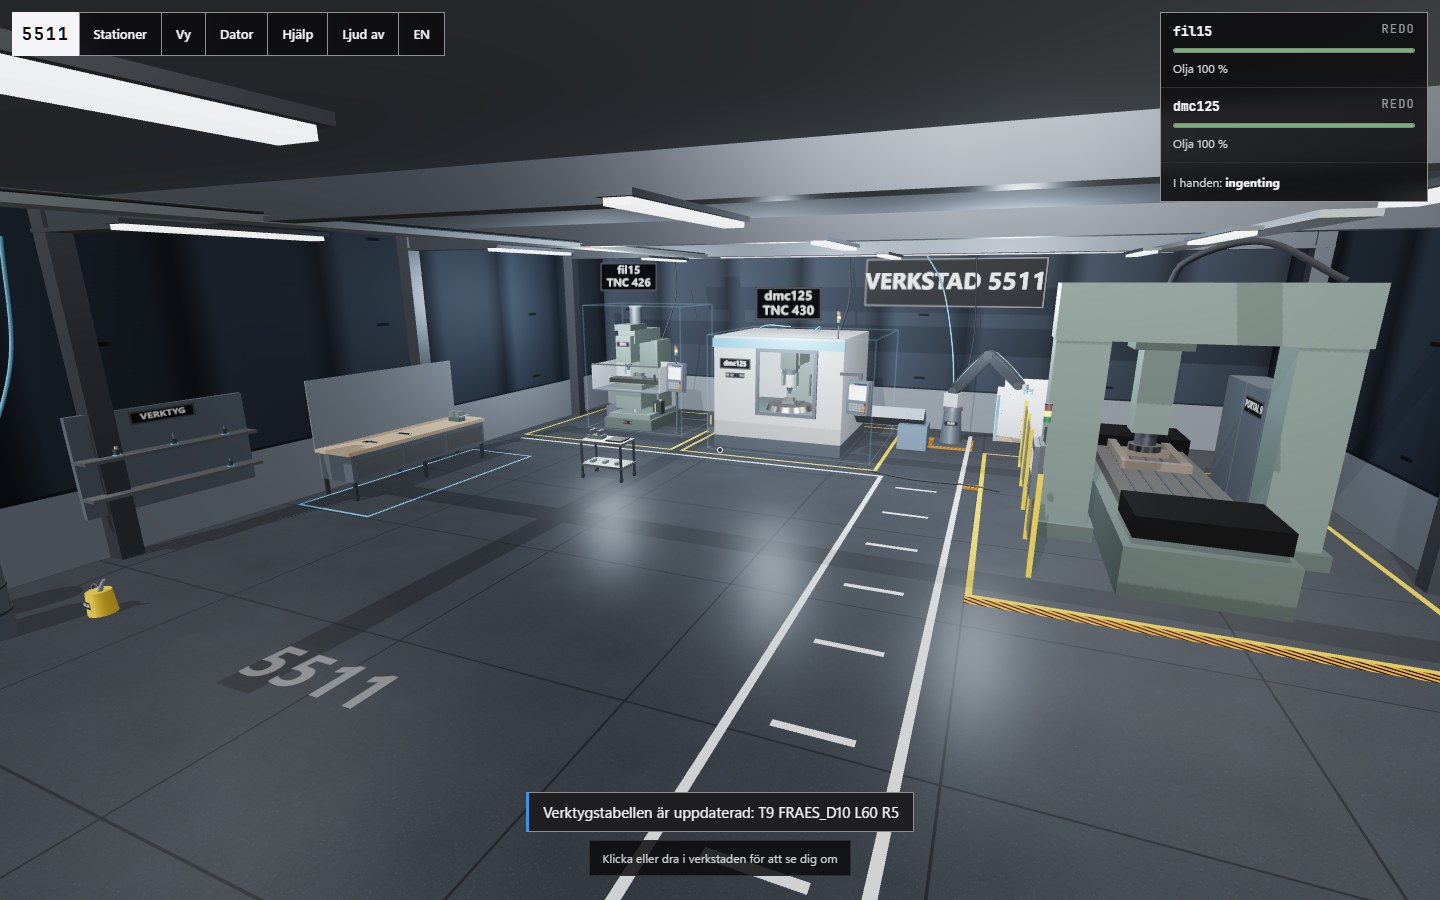 5511 Stationer Vy Dator Hjälp Ljud av EN
fil15 REDO
Olja 100 %
dmc125 REDO
Olja 100 %
I handen: ingenting
fil15
TNC 426
dmc125
TNC 430
VERKSTAD 5511
dmc125
VERKTYG
5511
Verktygstabellen är uppdaterad: T9 FRAES_D10 L60 R5
Klicka eller dra i verkstaden för att se dig om